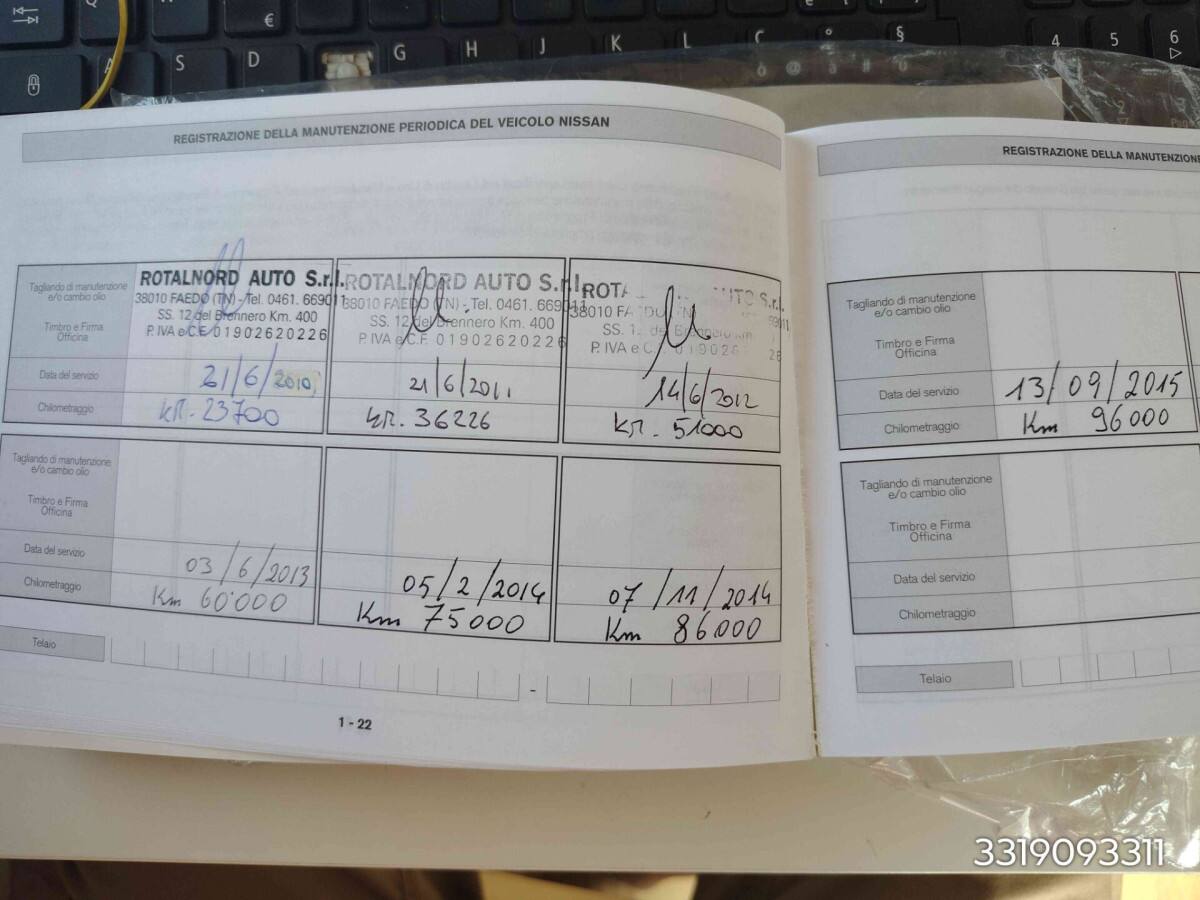 €
S
D
G
H
J
K
L
4
5
6
REGISTRAZIONE DELLA MANUTENZIONE PERIODICA DEL VEICOLO NISSAN
Tagliando di manutenzione
e/o cambio olio
Timbro e Firma
Officina
ROTALNORD AUTO S.r.l.
38010 FAEDO (TN) - Tel. 0461. 669011
SS. 12 del Brennero Km. 400
P. IVA e C.F. 01902620226
Data del servizio
21/6/2010
Chilometraggio
KM. 23700
ROTALNORD AUTO S.r.l.
38010 FAEDO (TN) - Tel. 0461. 669011
SS. 12 del Brennero Km. 400
P. IVA e C.F. 01902620226
21/6/2011
KM. 36226
14/6/2012
KM. 51000
Tagliando di manutenzione
e/o cambio olio
Timbro e Firma
Officina
Data del servizio
03/6/2013
Chilometraggio
Km 60'000
05/2/2014
Km 75000
07/11/2014
Km 86000
Telaio
-
1 - 22
REGISTRAZIONE DELLA MANUTENZIONE
Tagliando di manutenzione
e/o cambio olio
Timbro e Firma
Officina
Data del servizio
13/09/2015
Chilometraggio
Km 96000
Tagliando di manutenzione
e/o cambio olio
Timbro e Firma
Officina
Data del servizio
Chilometraggio
Telaio
3319093311